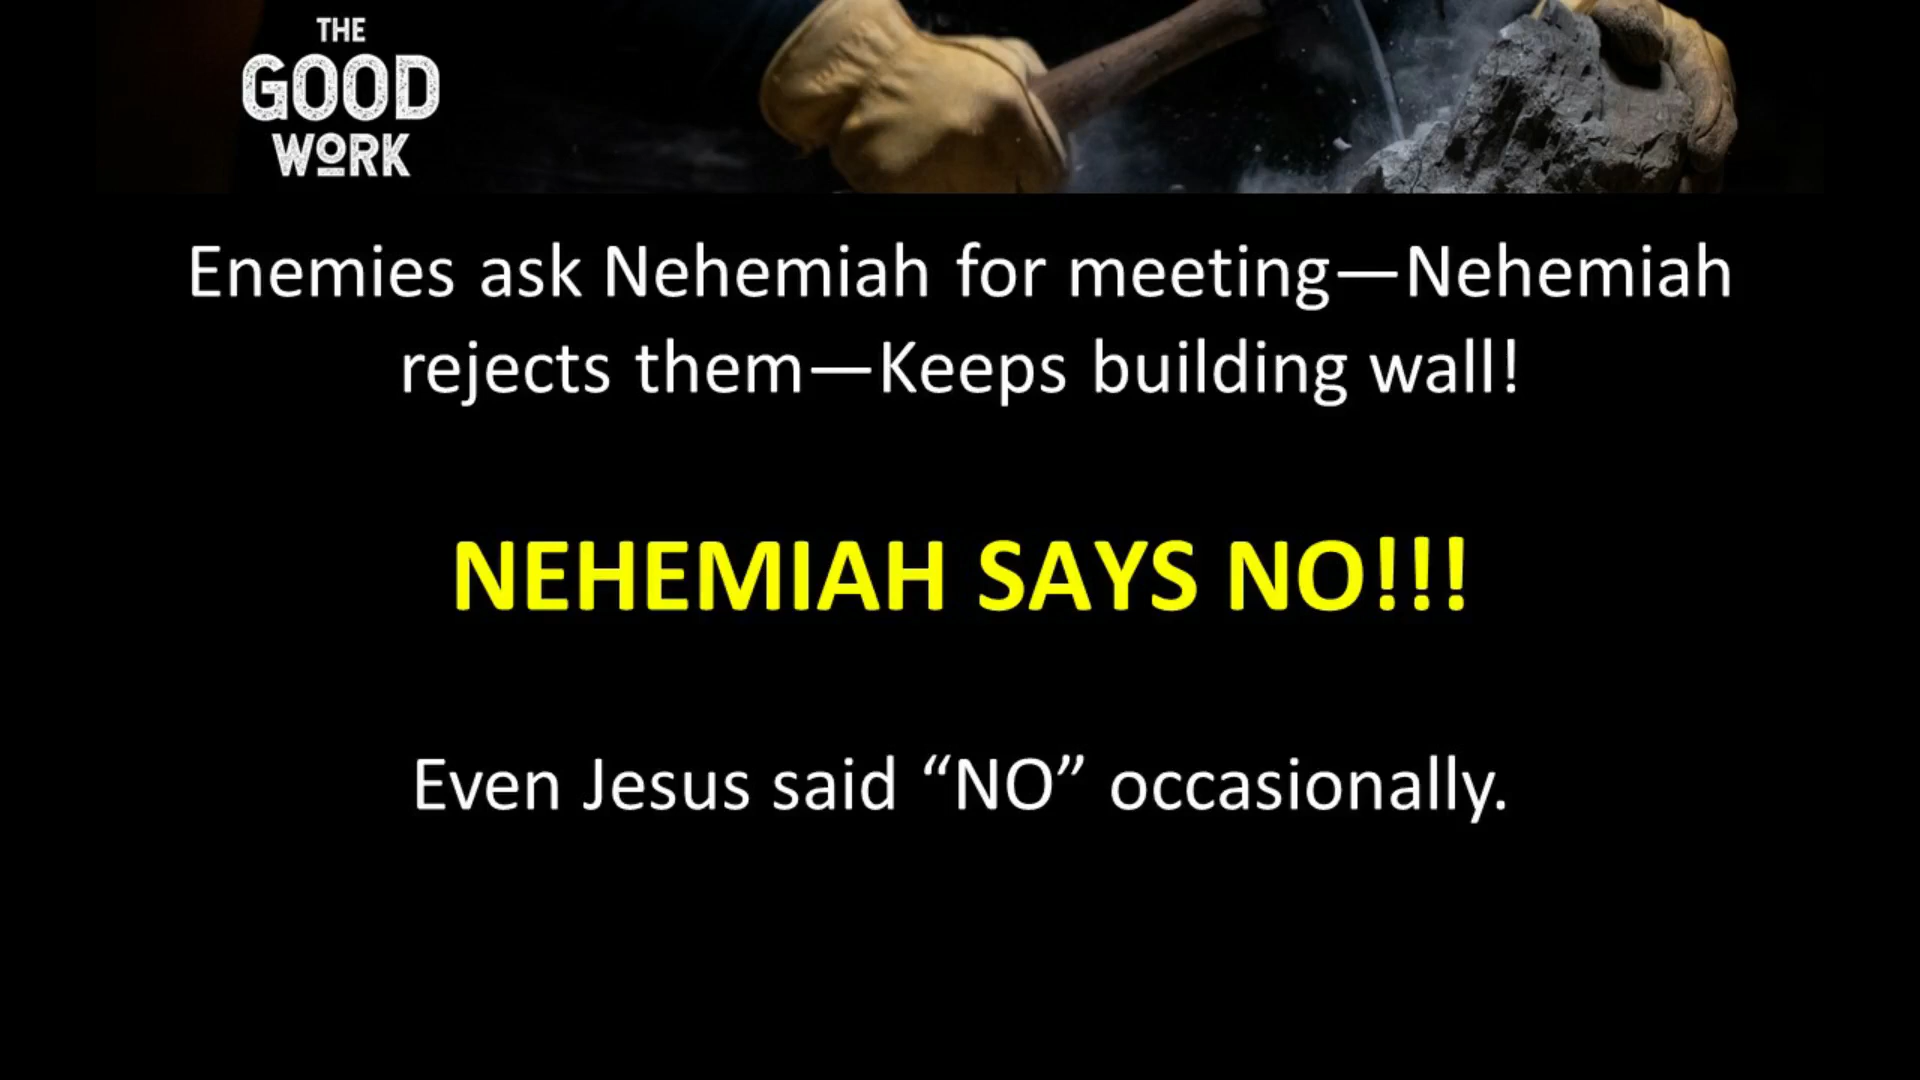 THE
GOOD
WORK
Enemies ask Nehemiah for meeting—Nehemiah
rejects them—Keeps building wall!
NEHEMIAH SAYS NO!!!
Even Jesus said “NO” occasionally.